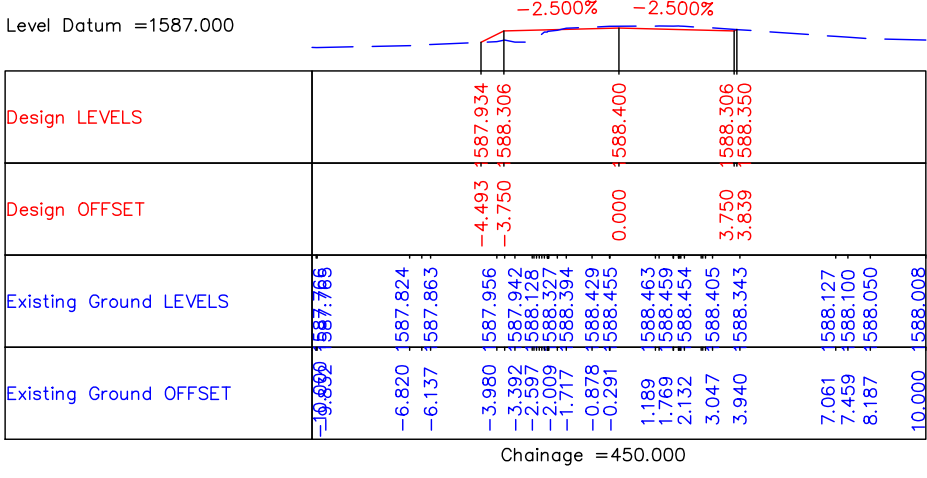 -2.500% -2.500%
Level Datum =1587.000
Design LEVELS 1587.934 1588.306 1588.400 1588.306 1588.350
Design OFFSET -4.493 -3.750 0.000 3.750 3.839
Existing Ground LEVELS 1587.824 1587.863 1587.956 1587.942 1588.128 1588.327 1588.394 1588.429 1588.455 1588.463 1588.459 1588.454 1588.405 1588.343 1588.127 1588.100 1588.050 1588.008
Existing Ground OFFSET -6.820 -6.137 -3.980 -3.392 -2.597 -2.009 -1.717 -0.878 -0.291 1.189 1.769 2.132 3.047 3.940 7.061 7.459 8.187 10.000
Chainage =450.000